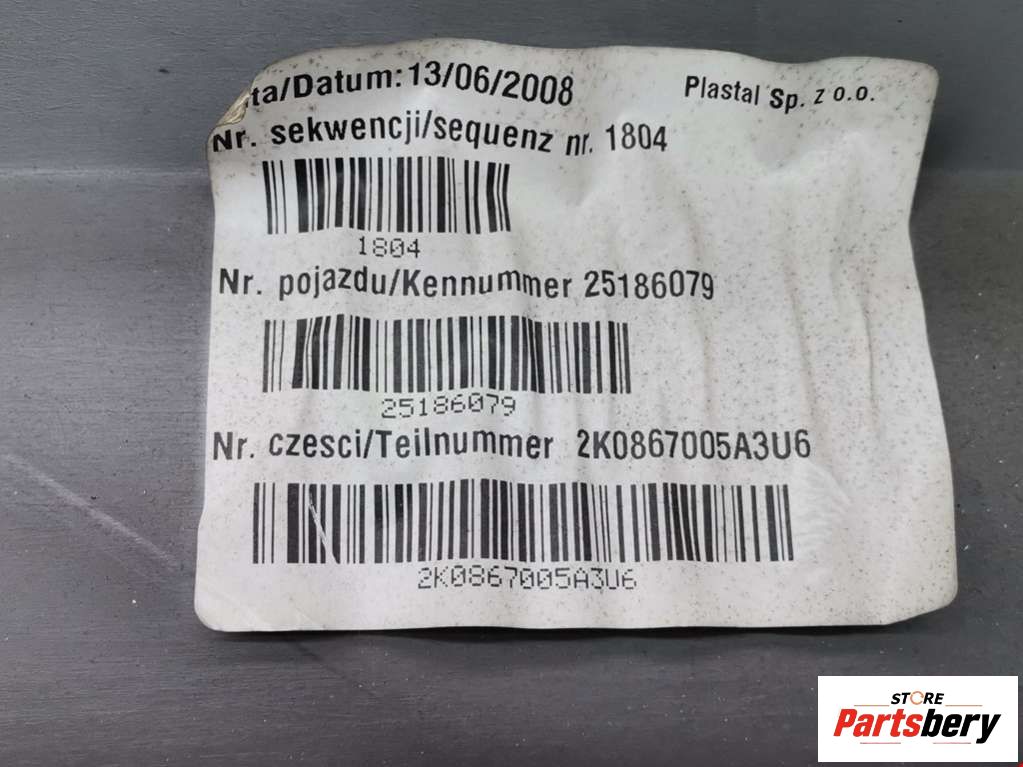 ta/Datum: 13/06/2008
Plastal Sp. z o.o.
Nr. sekwencji/sequenz nr. 1804
1804
Nr. pojazdu/Kennummer 25186079
25186079
Nr. czesci/Teilnummer 2K0867005A3U6
2K0867005A3U6
STORE
Partsbery